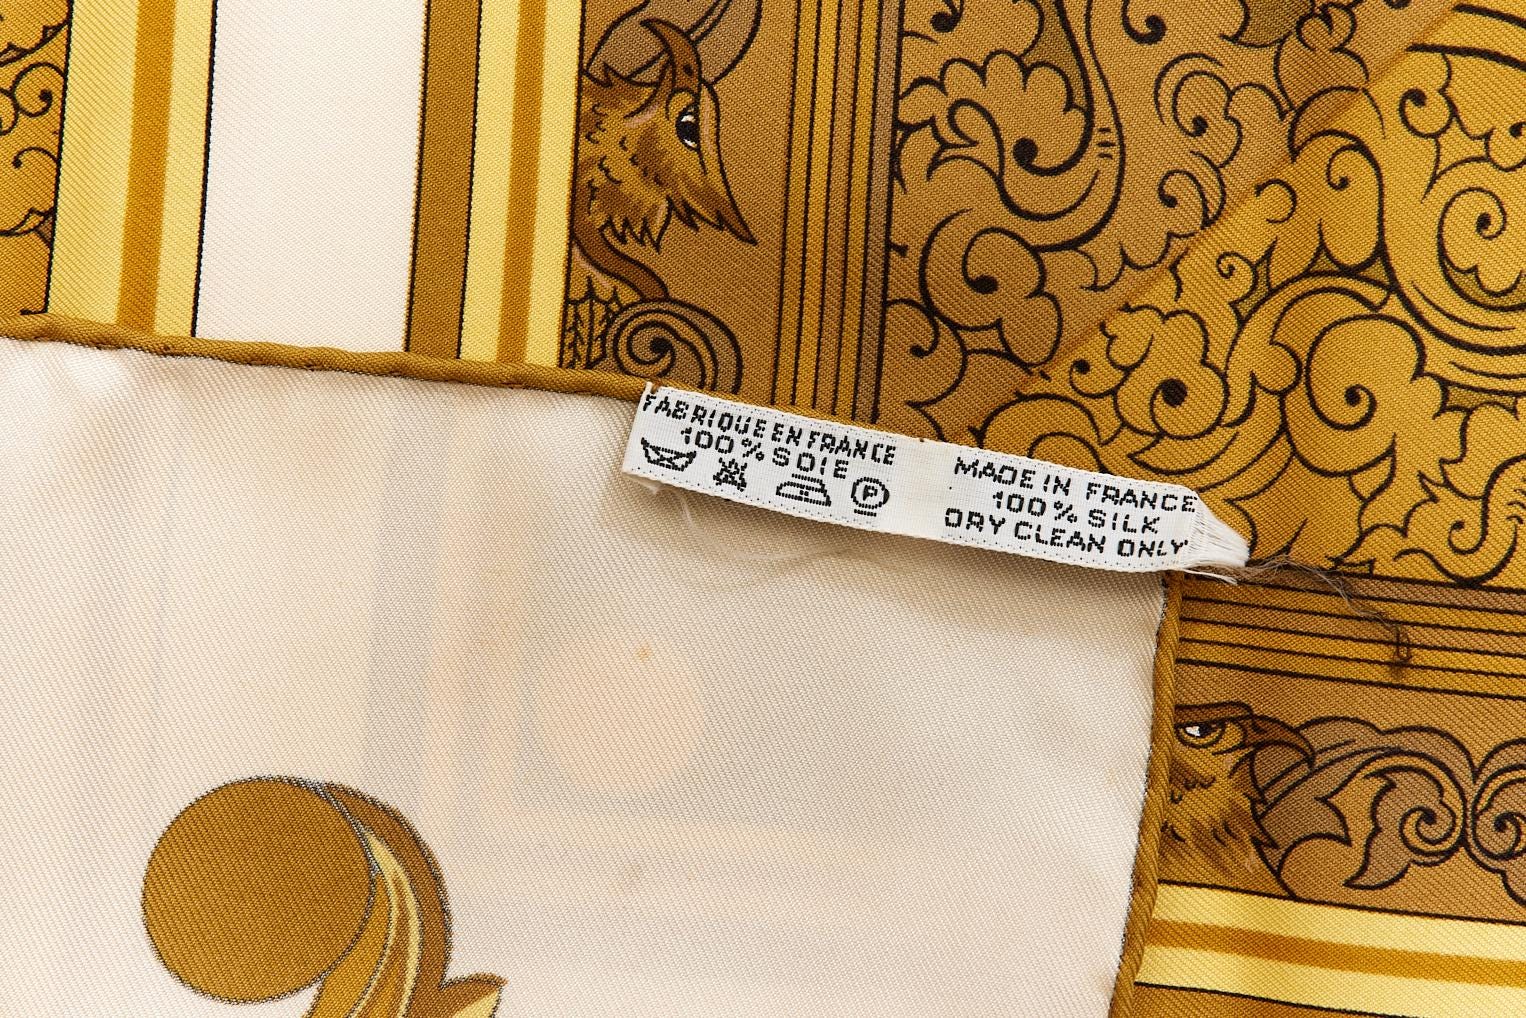 FABRIQUE EN FRANCE
100% SOIE
P
MADE IN FRANCE
100% SILK
DRY CLEAN ONLY